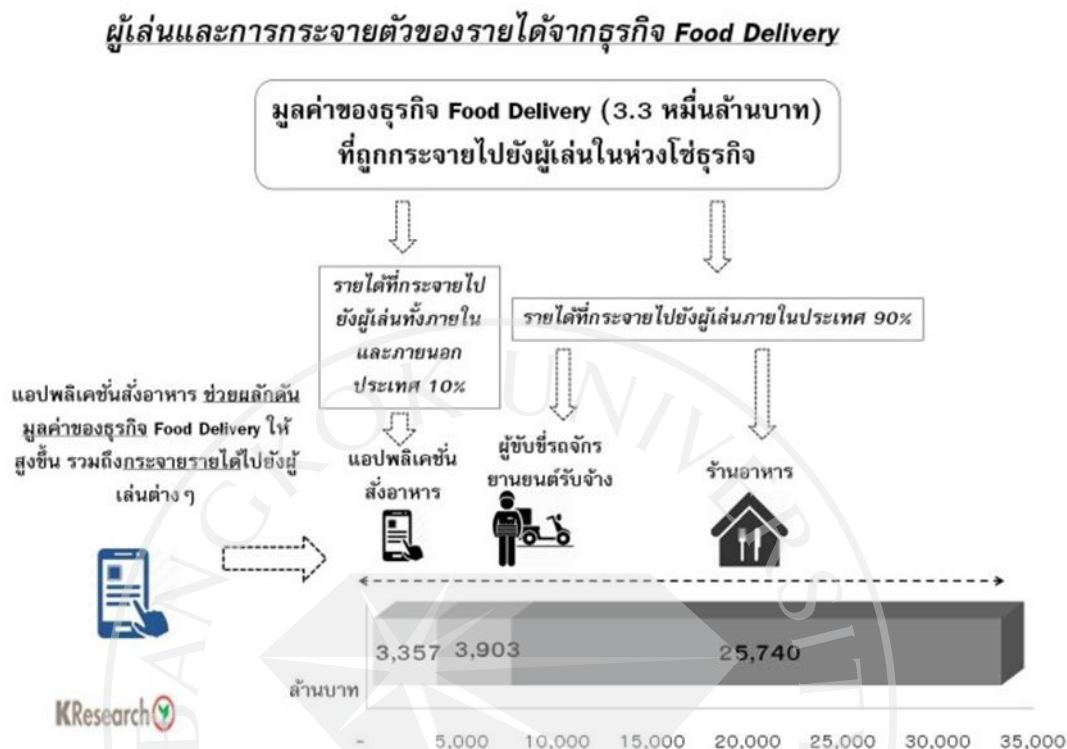 ผู้เล่นและการกระจายตัวของรายได้จากธุรกิจ Food Delivery
มูลค่าของธุรกิจ Food Delivery (3.3 หมื่นล้านบาท)
ที่ถูกกระจายไปยังผู้เล่นในห่วงโซ่ธุรกิจ
รายได้ที่กระจายไป
ยังผู้เล่นทั้งภายใน
และภายนอก
ประเทศ 10%
รายได้ที่กระจายไปยังผู้เล่นภายในประเทศ 90%
แอปพลิเคชั่นสั่งอาหาร ช่วยผลักดัน
มูลค่าของธุรกิจ Food Delivery ให้
สูงขึ้น รวมถึงกระจายรายได้ไปยังผู้
เล่นต่าง ๆ
แอปพลิเคชั่น
สั่งอาหาร
ผู้ขับขี่รถจักร
ยานยนต์รับจ้าง
ร้านอาหาร
3,357 3,903 25,740
ล้านบาท
- 5,000 10,000 15,000 20,000 25,000 30,000 35,000
KResearch
BANGKOK UNIVERSIT